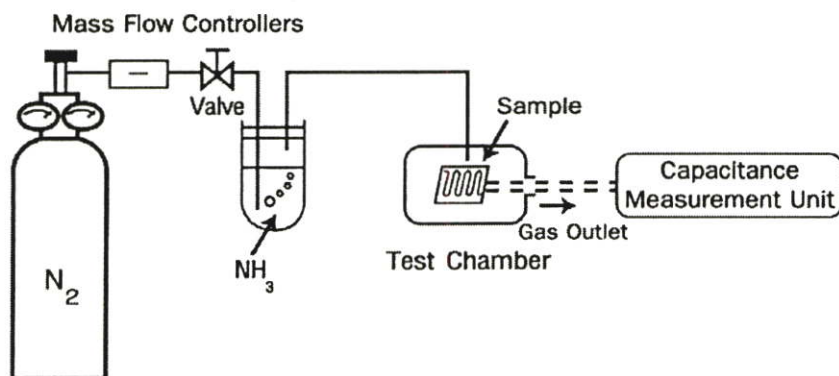 Mass Flow Controllers
Valve
Sample
Capacitance
Measurement Unit
Gas Outlet
Test Chamber
NH₃
N₂